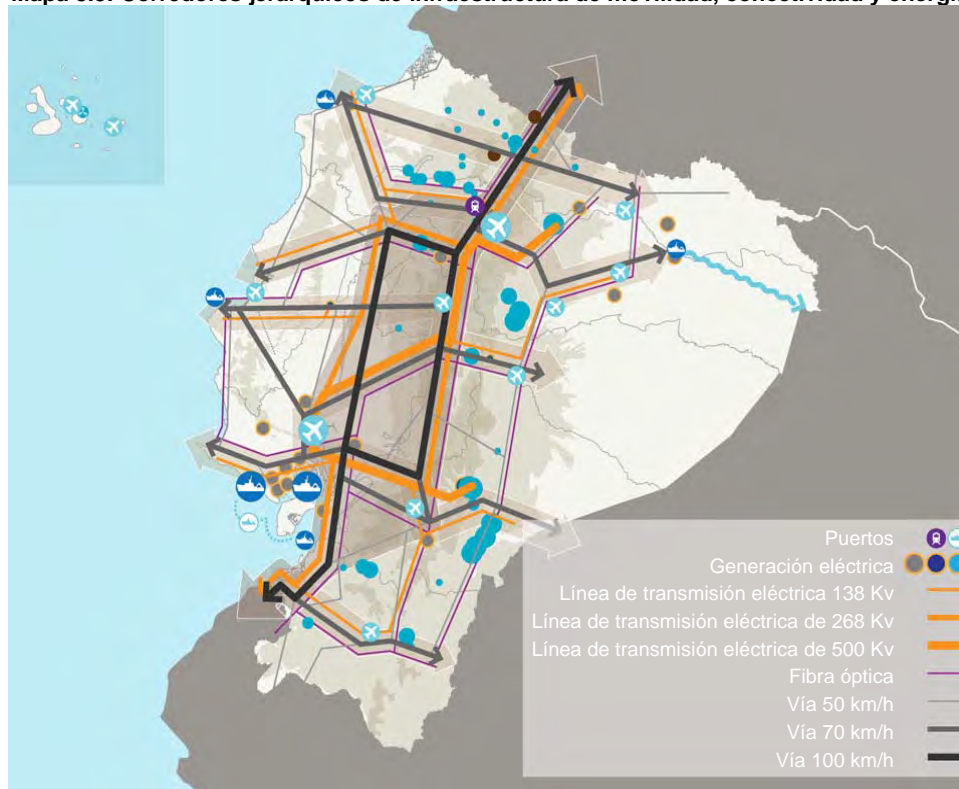 Puertos
Generación eléctrica
Línea de transmisión eléctrica 138 Kv
Línea de transmisión eléctrica de 268 Kv
Línea de transmisión eléctrica de 500 Kv
Fibra óptica
Vía 50 km/h
Vía 70 km/h
Vía 100 km/h